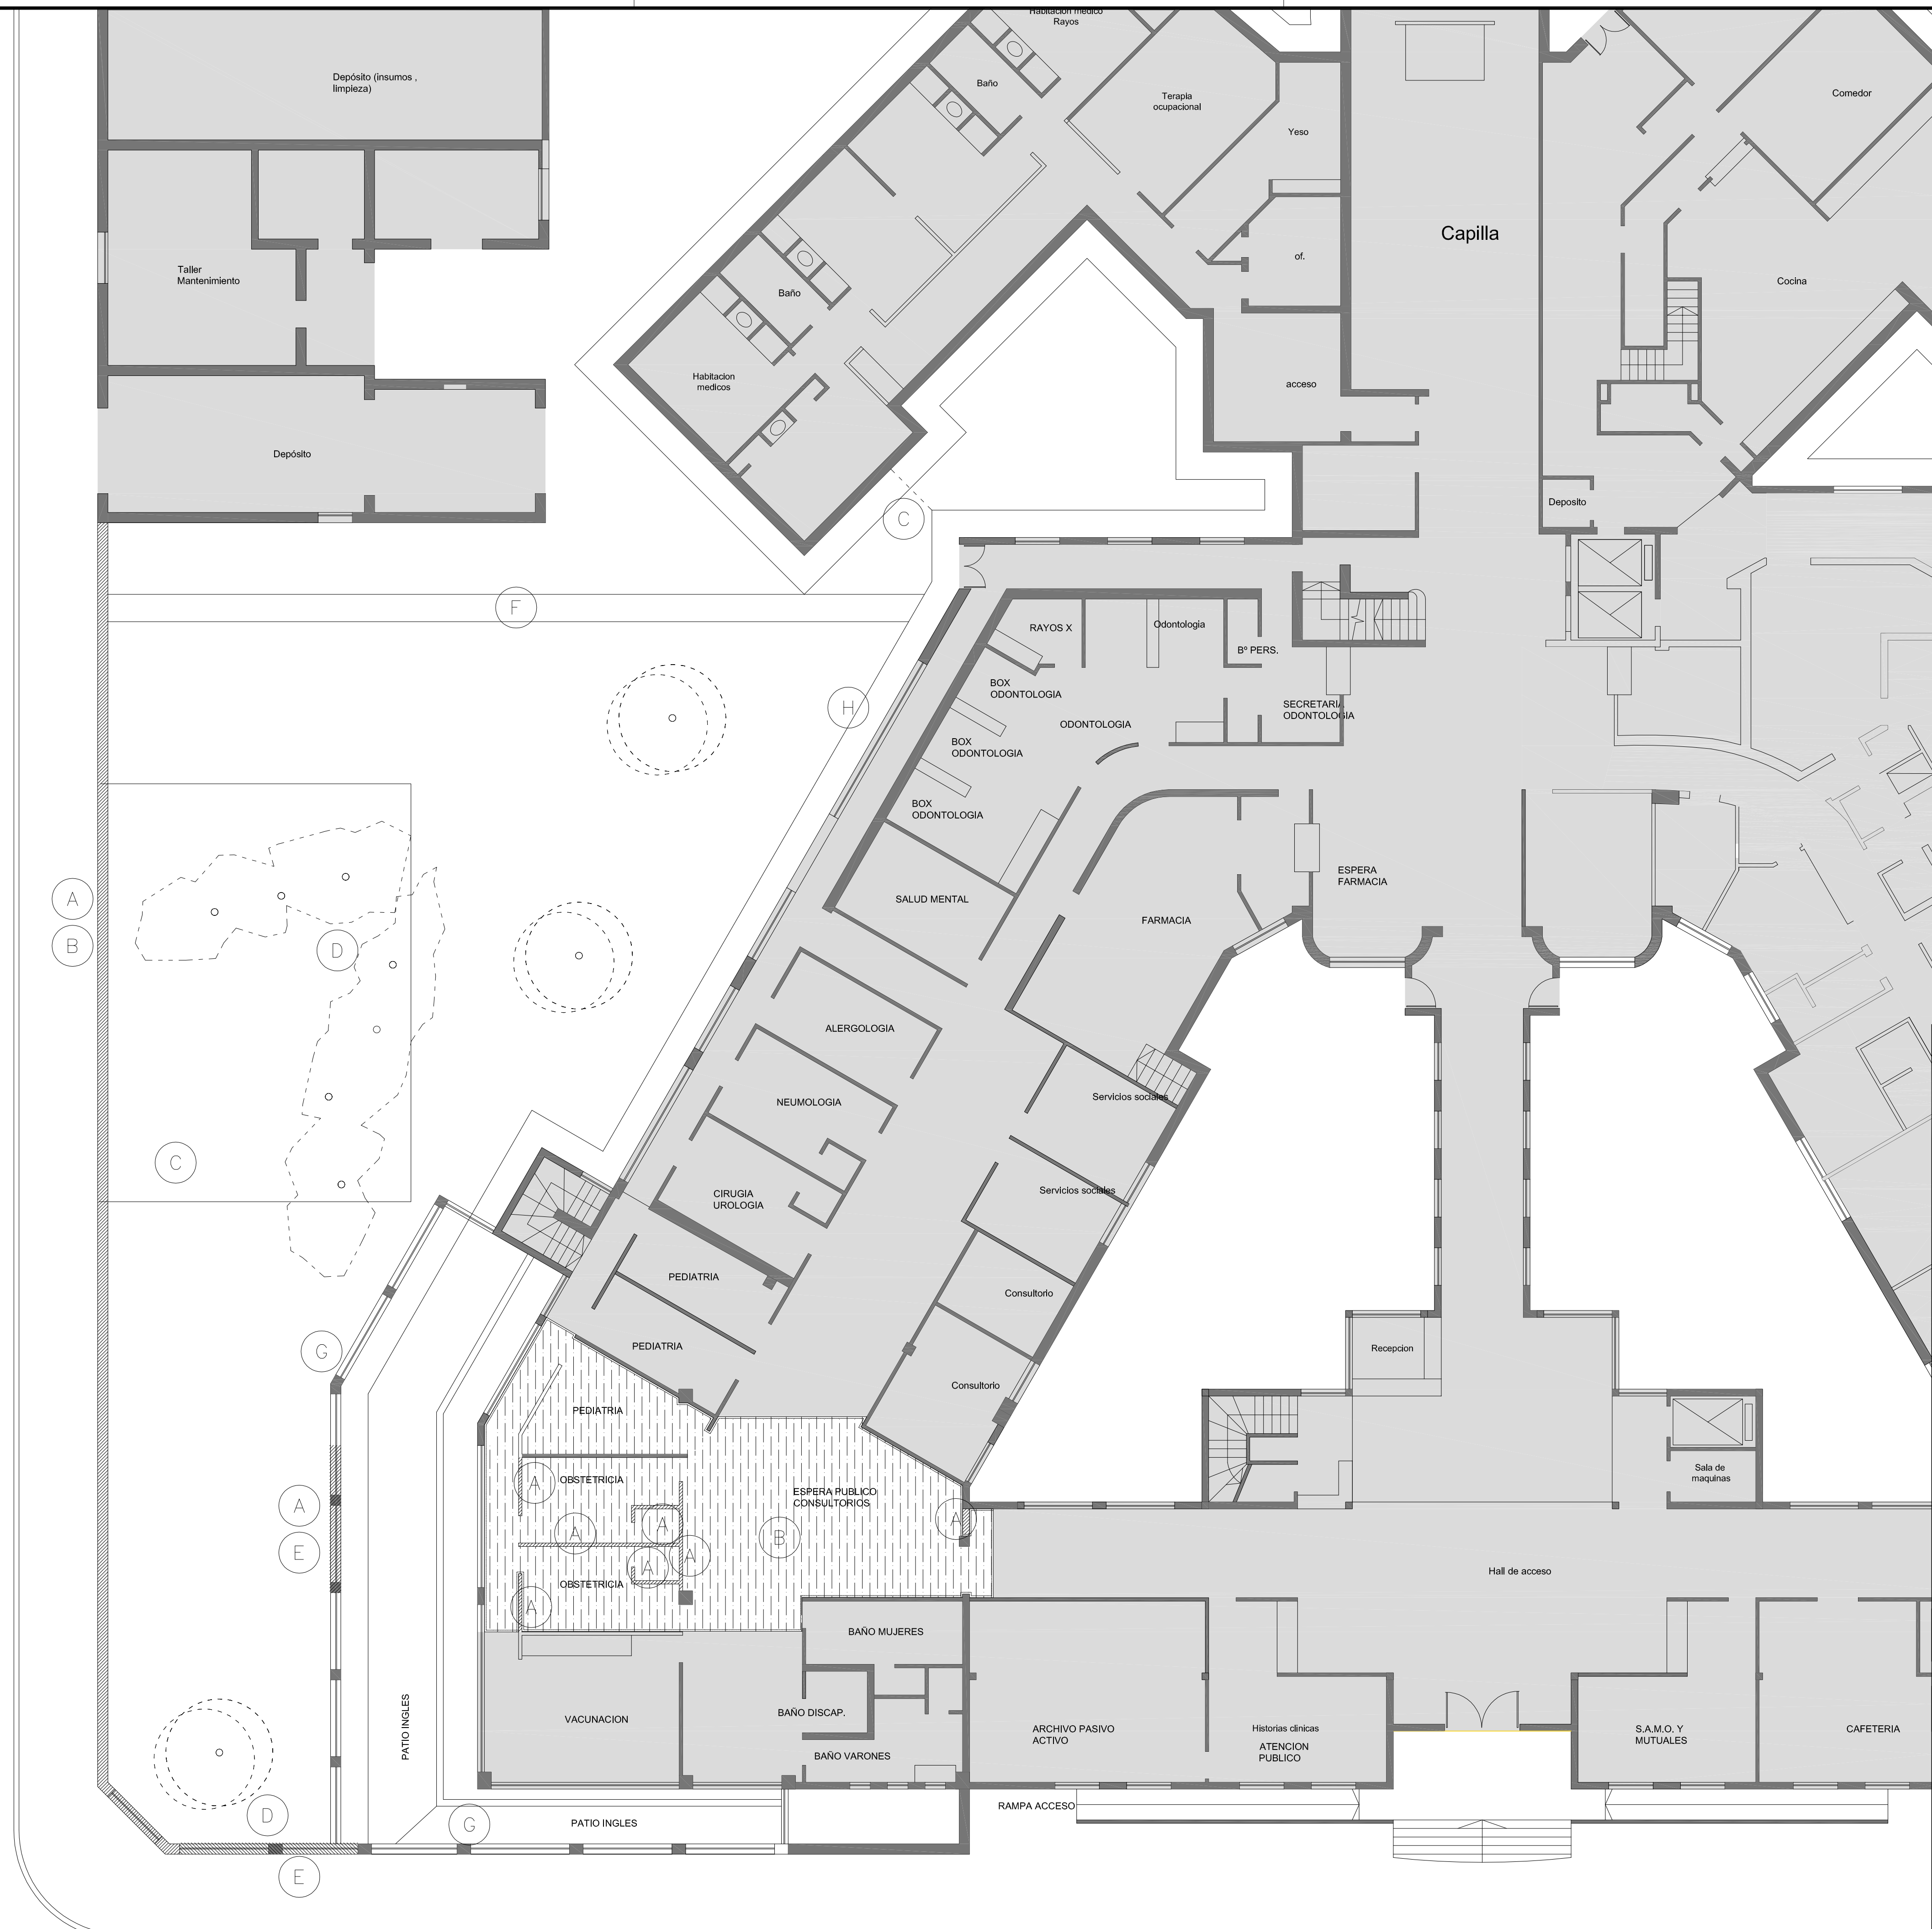 Habitacion medico
Rayos
Depósito (insumos ,
limpieza)
Baño
Terapia
ocupacional
Comedor
Yeso
Capilla
of.
Taller
Mantenimiento
Baño
Cocina
Habitacion
medicos
acceso
Depósito
Deposito
C
F
RAYOS X
Odontologia
Bº PERS.
BOX
ODONTOLOGIA
SECRETARIA
ODONTOLOGIA
H
ODONTOLOGIA
BOX
ODONTOLOGIA
BOX
ODONTOLOGIA
ESPERA
FARMACIA
A
SALUD MENTAL
FARMACIA
B
D
ALERGOLOGIA
NEUMOLOGIA
Servicios sociales
C
CIRUGIA
UROLOGIA
Servicios sociales
PEDIATRIA
Consultorio
G
PEDIATRIA
Recepcion
Consultorio
PEDIATRIA
Sala de
maquinas
OBSTETRICIA
A
ESPERA PUBLICO
CONSULTORIOS
A
A
A
A
B
A
E
A
A
Hall de acceso
OBSTETRICIA
A
BAÑO MUJERES
PATIO INGLES
VACUNACION
BAÑO DISCAP.
ARCHIVO PASIVO
ACTIVO
Historias clinicas
ATENCION
PUBLICO
S.A.M.O. Y
MUTUALES
CAFETERIA
BAÑO VARONES
RAMPA ACCESO
D
G
PATIO INGLES
E